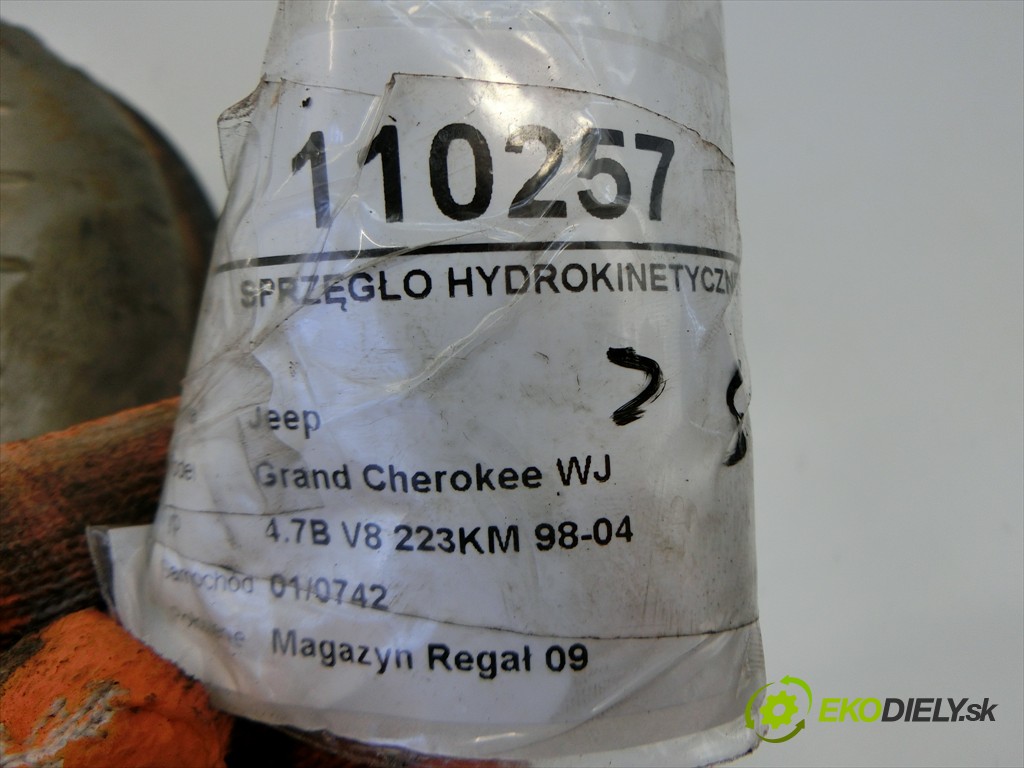 110257
SPRZĘGŁO HYDROKINETYCZN
Jeep
Grand Cherokee WJ
4.7B V8 223KM 98-04
Samochód 01/0742
Magazyn Regał 09
EKODIELY.sk